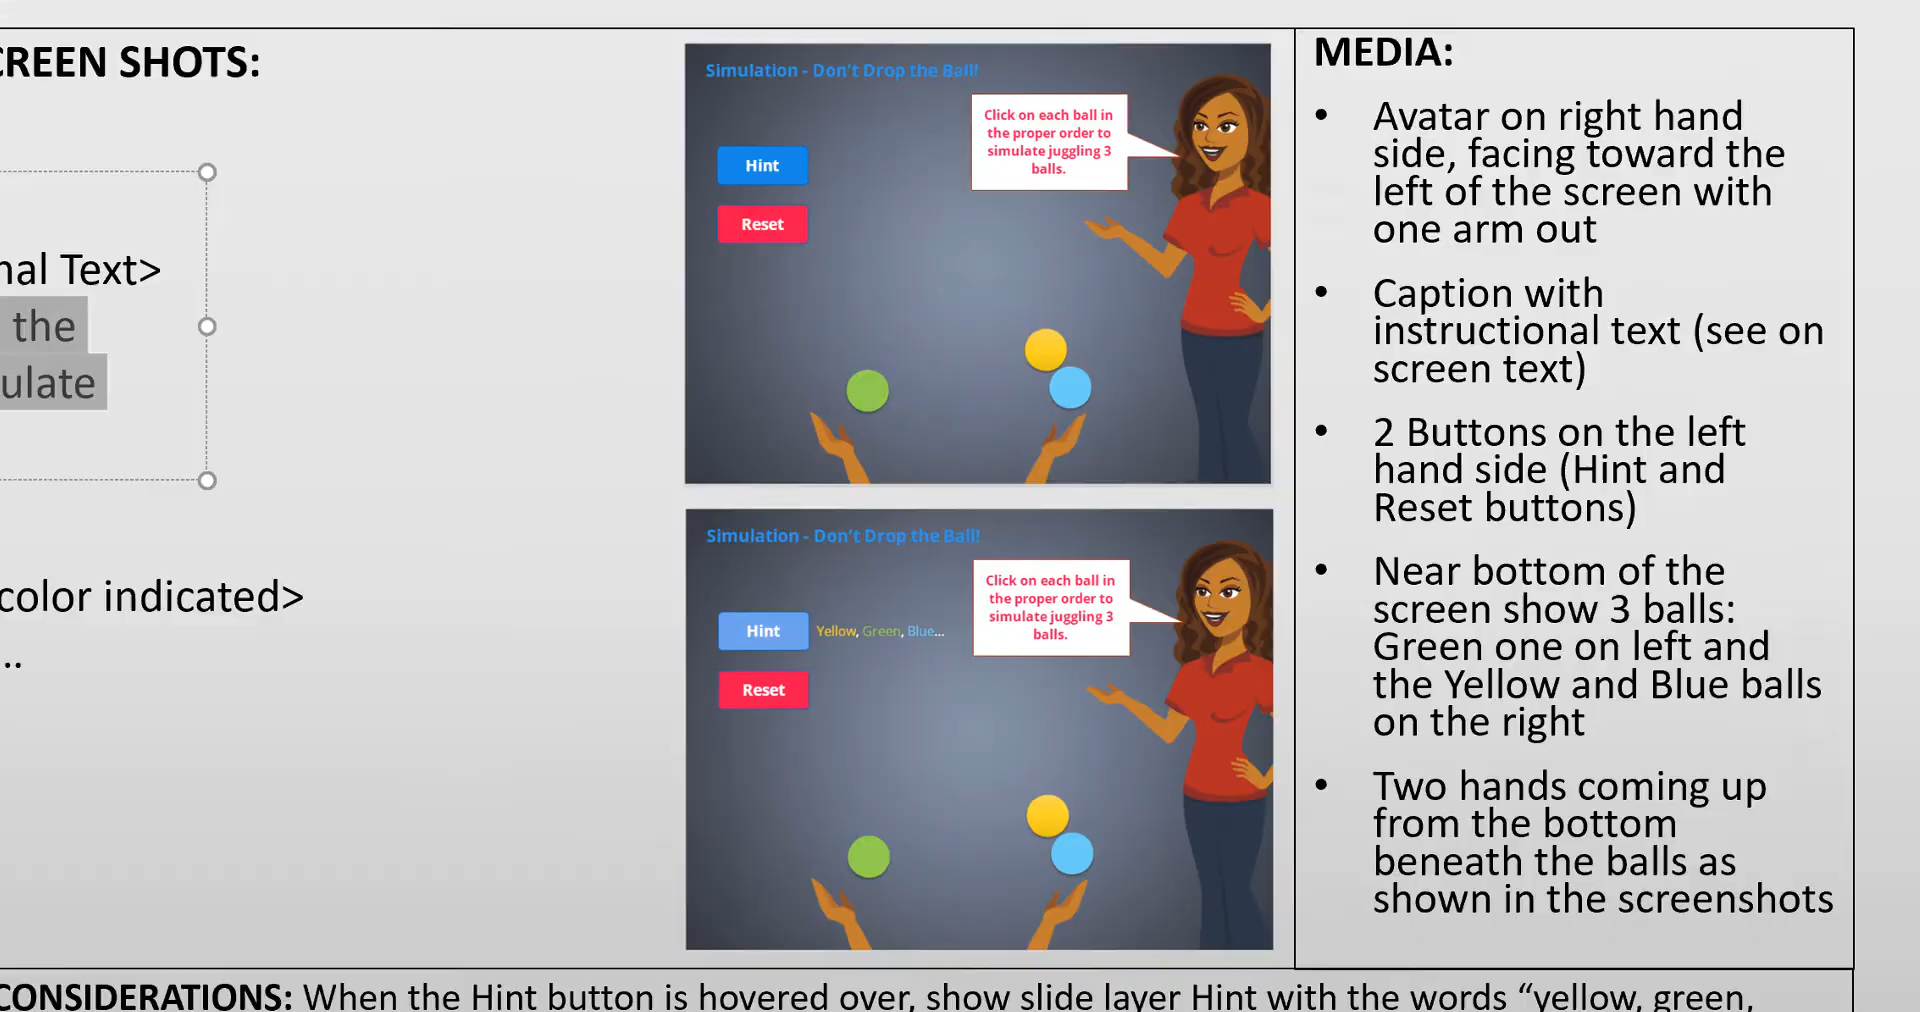 CREEN SHOTS:
nal Text>
the
ulate
color indicated>
..
Simulation - Don't Drop the Ball!
Click on each ball in
the proper order to
simulate juggling 3
balls.
Hint
Reset
Simulation - Don't Drop the Ball!
Click on each ball in
the proper order to
simulate juggling 3
balls.
Hint Yellow, Green, Blue...
Reset
MEDIA:
• Avatar on right hand
side, facing toward the
left of the screen with
one arm out
• Caption with
instructional text (see on
screen text)
• 2 Buttons on the left
hand side (Hint and
Reset buttons)
• Near bottom of the
screen show 3 balls:
Green one on left and
the Yellow and Blue balls
on the right
• Two hands coming up
from the bottom
beneath the balls as
shown in the screenshots
CONSIDERATIONS: When the Hint button is hovered over, show slide layer Hint with the words “yellow, green,